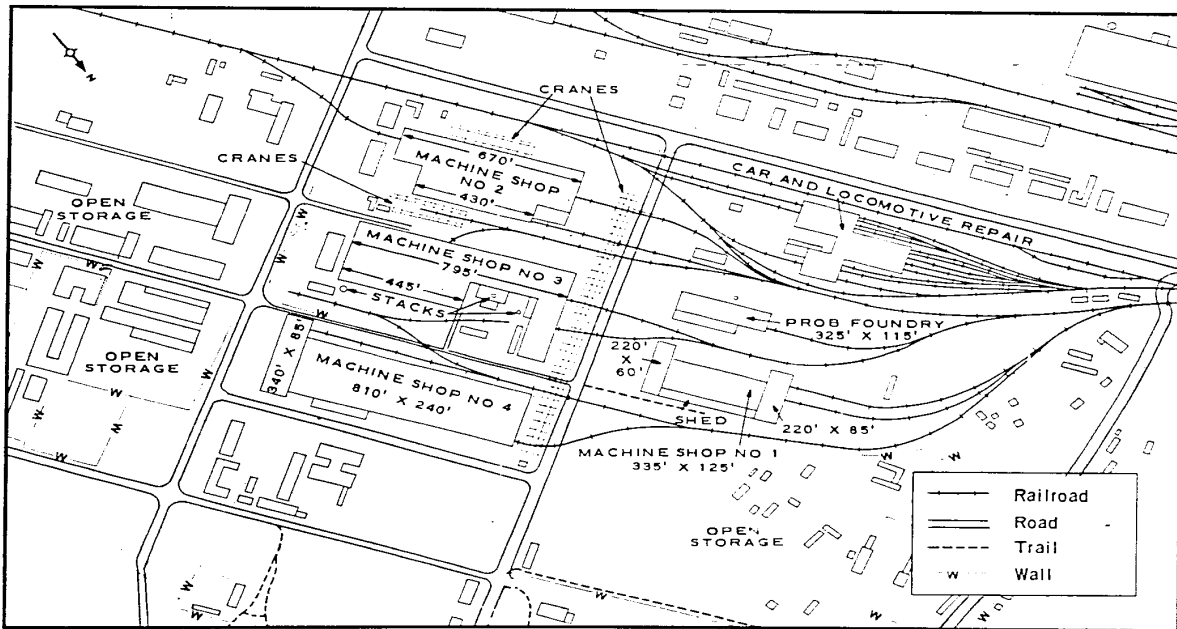 N
CRANES
CRANES
670'
MACHINE SHOP
NO 2
430'
CAR AND LOCOMOTIVE REPAIR
OPEN
STORAGE
W
W
W
W
MACHINE SHOP NO 3
795'
445'
STACKS
PROB FOUNDRY
325' X 115'
OPEN
STORAGE
W
W
W
220'
X
60'
340' X 85'
MACHINE SHOP NO 4
810' X 240'
W
W
W
W
SHED
220' X 85'
MACHINE SHOP NO 1
335' X 125'
W
W
OPEN
STORAGE
W
W
W
W
W
W
Railroad
Road
Trail
W Wall